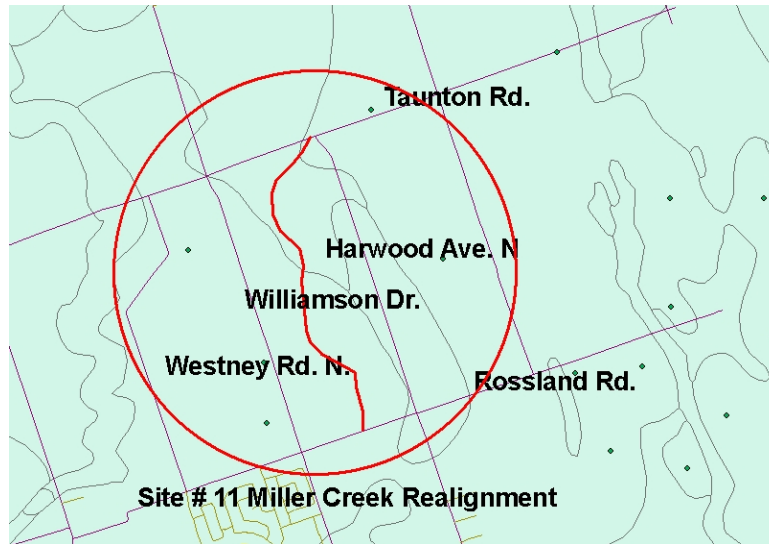 Taunton Rd.
Harwood Ave. N
Williamson Dr.
Westney Rd. N.
Rossland Rd.
Site # 11 Miller Creek Realignment